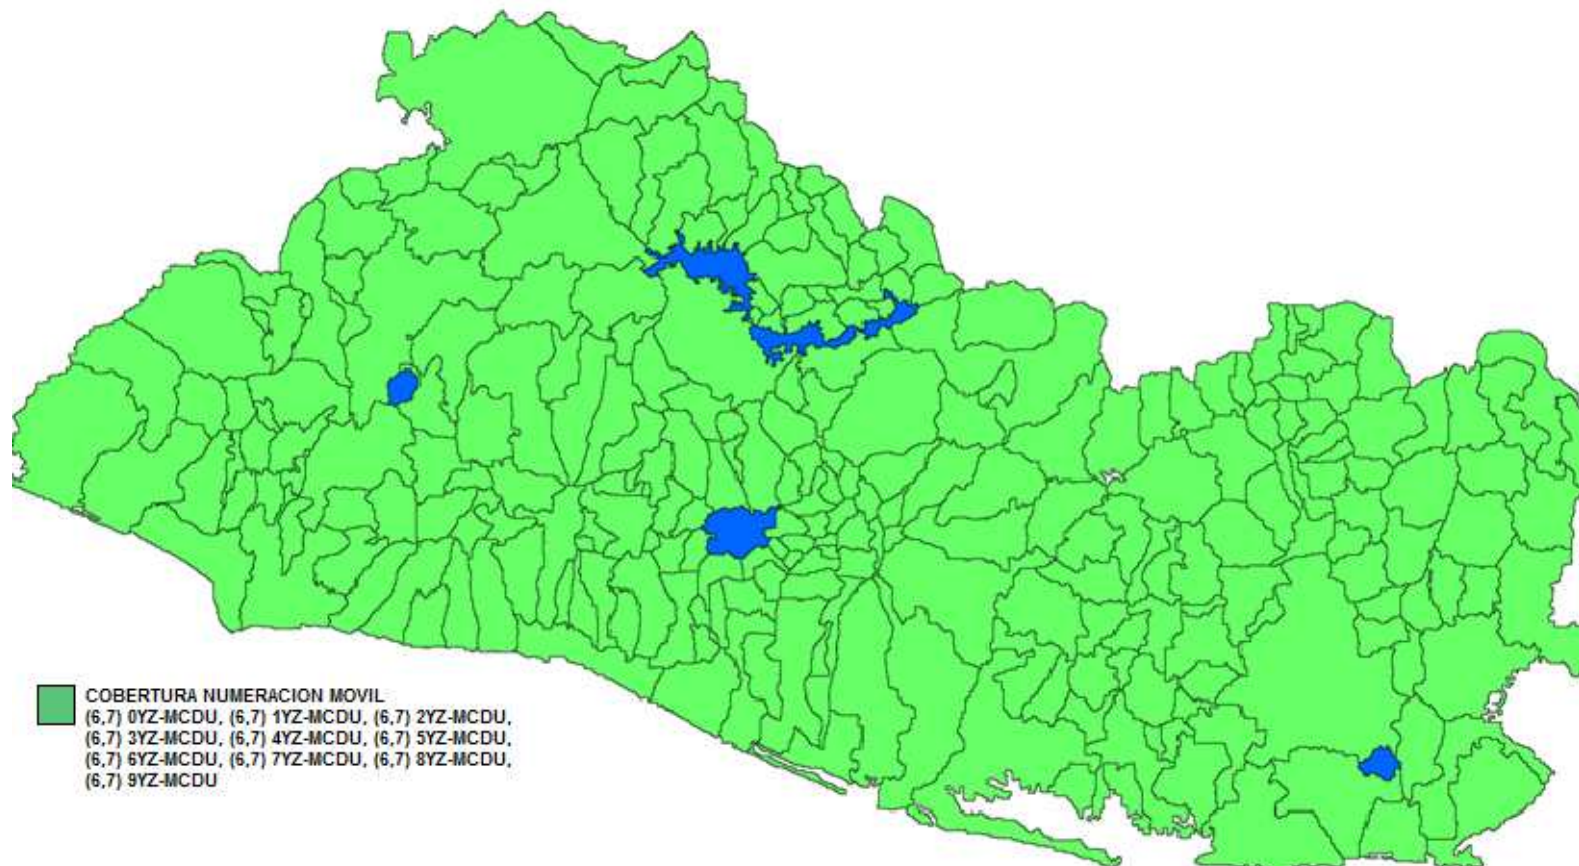 COBERTURA NUMERACION MOVIL
(6,7) 0YZ-MCDU, (6,7) 1YZ-MCDU, (6,7) 2YZ-MCDU,
(6,7) 3YZ-MCDU, (6,7) 4YZ-MCDU, (6,7) 5YZ-MCDU,
(6,7) 6YZ-MCDU, (6,7) 7YZ-MCDU, (6,7) 8YZ-MCDU,
(6,7) 9YZ-MCDU